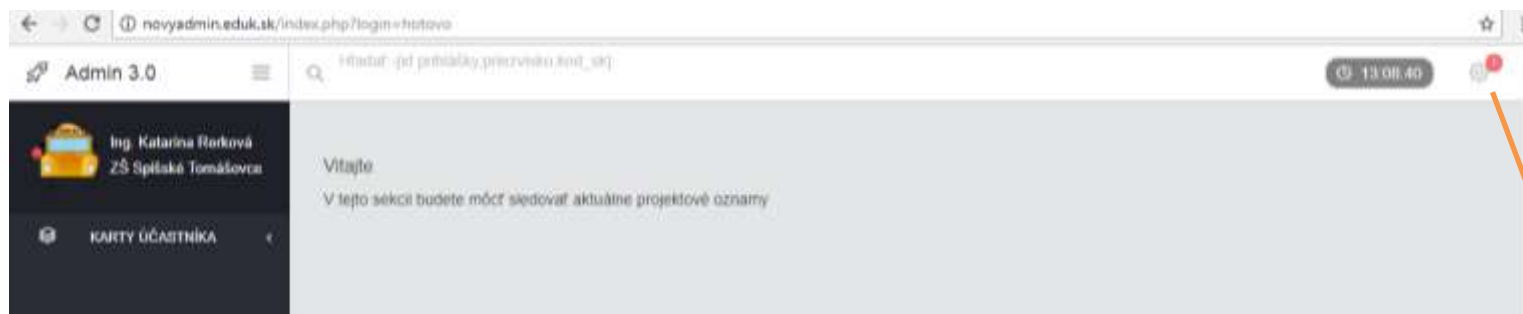 novyadmin.eduk.sk/index.php?login=hotovo
Admin 3.0
Hľadať -(id prihlášky,priezvisko,kod_sk)
13:08:40
Ing. Katarína Rorková
ZŠ Spišské Tomášovce
Vitajte
V tejto sekcii budete môcť sledovať aktuálne projektové oznamy
KARTY ÚČASTNÍKA